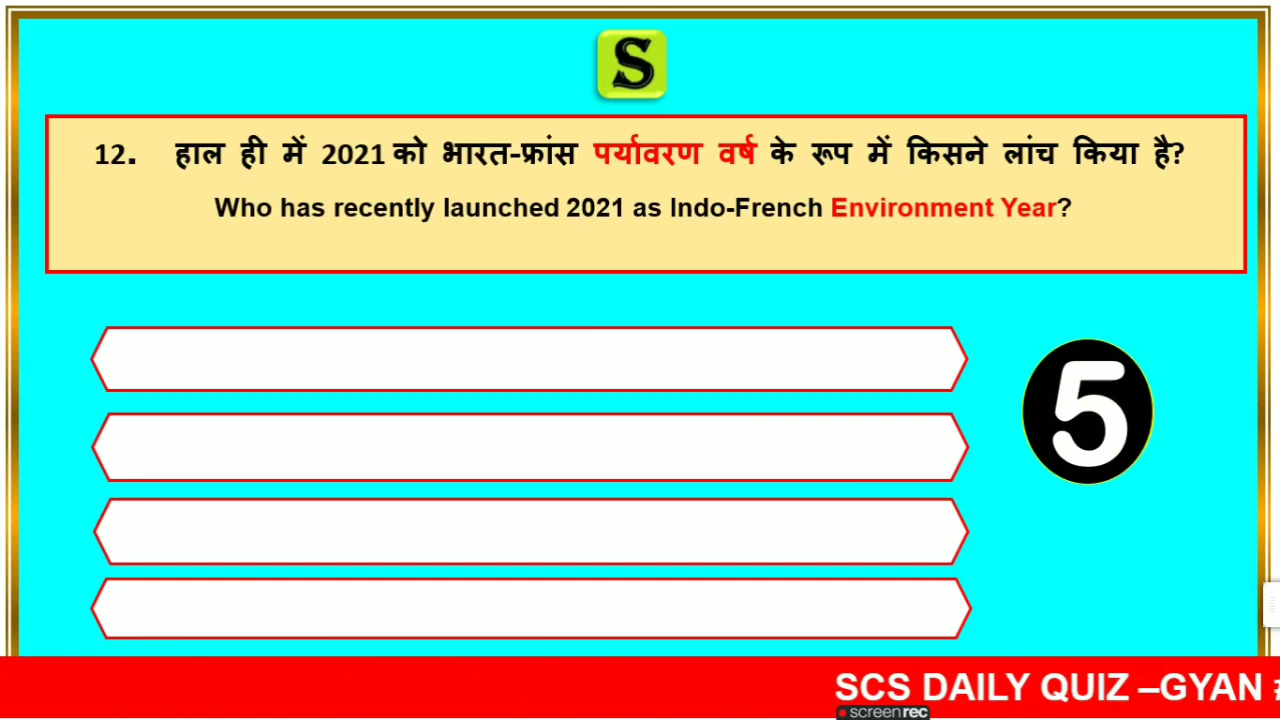 S
12. हाल ही में 2021 को भारत-फ्रांस पर्यावरण वर्ष के रूप में किसने लांच किया है?
Who has recently launched 2021 as Indo-French Environment Year?
5
SCS DAILY QUIZ –GYAN #
screenrec